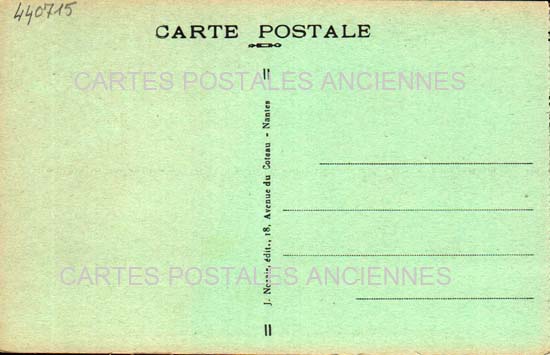 440715
CARTE POSTALE
CARTES POSTALES ANCIENNES
J. édit., 18, Avenue du Coteau - Nantes
CARTES POSTALES ANCIENNES